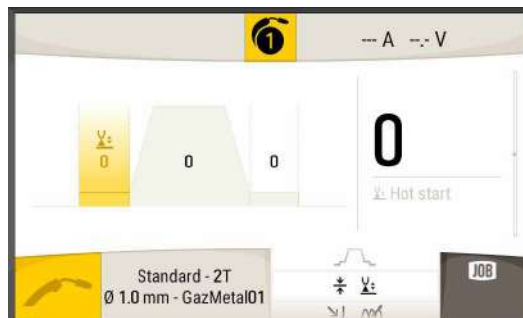 1
--- A --.- V
0
0
0
0
Hot start
Standard - 2T
Ø 1.0 mm - GazMetal01
JOB